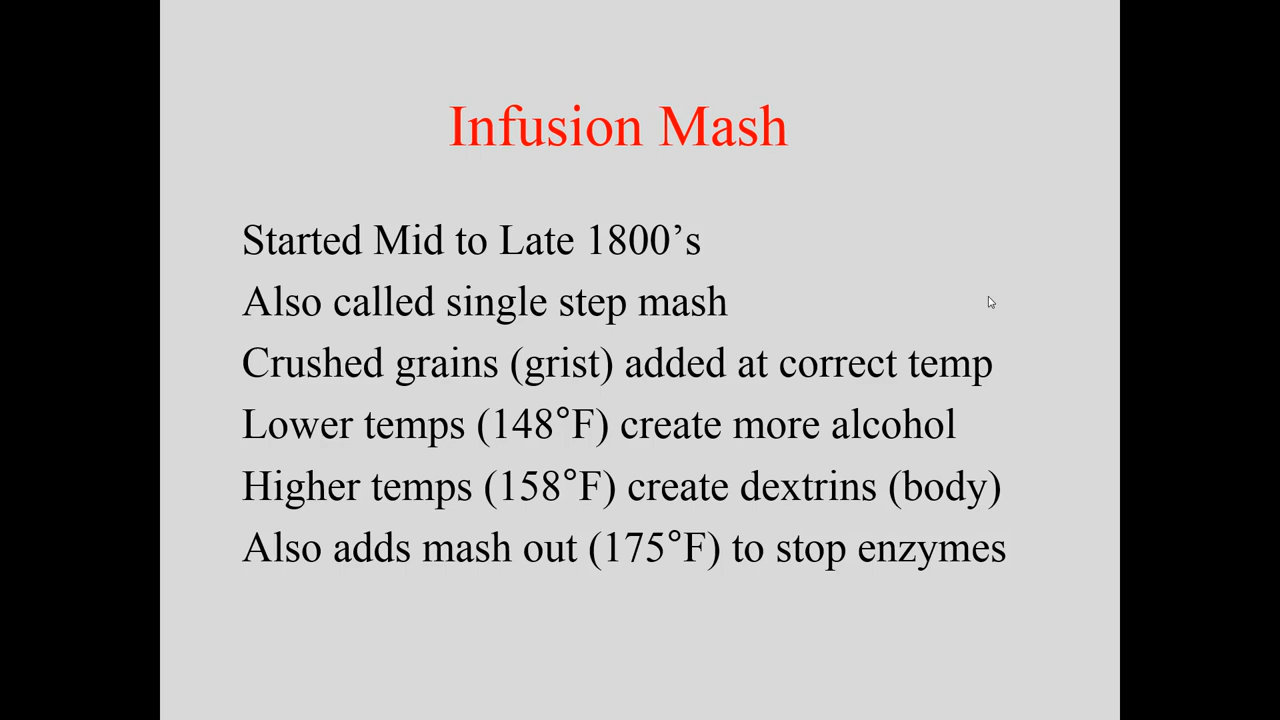 Infusion Mash
Started Mid to Late 1800’s
Also called single step mash
Crushed grains (grist) added at correct temp
Lower temps (148°F) create more alcohol
Higher temps (158°F) create dextrins (body)
Also adds mash out (175°F) to stop enzymes